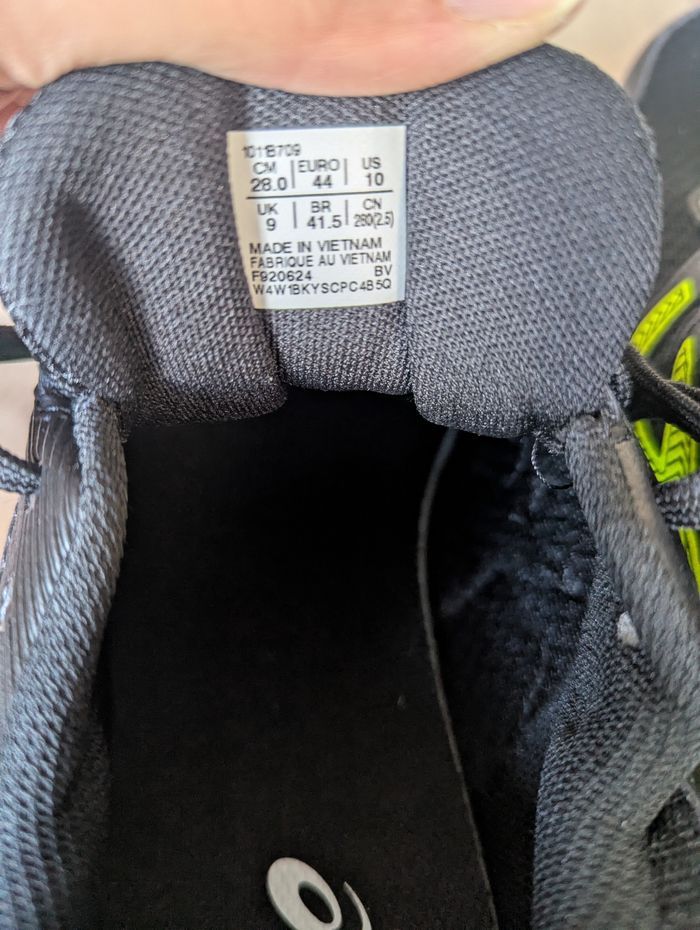 1011B709
CM EURO US
28.0 44 10
UK BR CN
9 41.5 280(2.5)
MADE IN VIETNAM
FABRIQUE AU VIETNAM
F920624 BV
W4W1BKYSCPC4B5Q